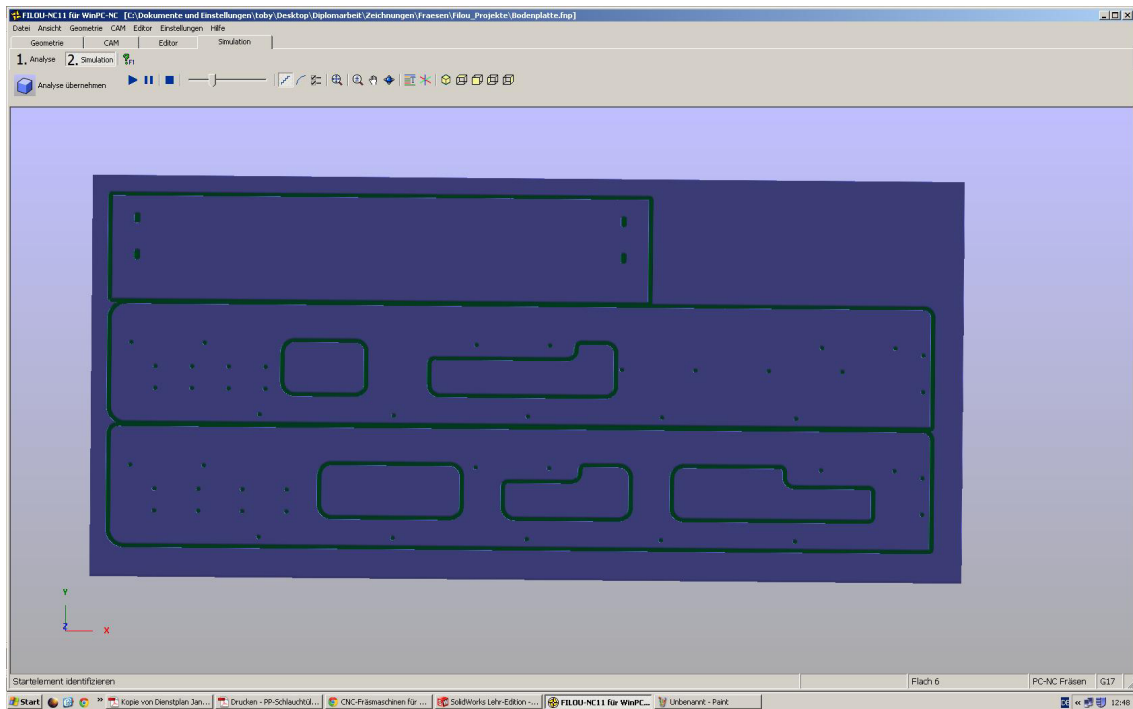 FILOU-NC11 für WinPC-NC [C:\Dokumente und Einstellungen\toby\Desktop\Diplomarbeit\Zeichnungen\Fraesen\Filou_Projekte\Bodenplatte.fnp]
Datei Ansicht Geometrie CAM Editor Einstellungen Hilfe
Geometrie CAM Editor Simulation
1. Analyse 2. Simulation F1
Analyse übernehmen
Y
Z X
Startelement identifizieren Flach 6 PC-NC Fräsen G17
Start » Kopie von Dienstplan Jan... Drucken - PP-Schlauchtül... CNC-Fräsmaschinen für ... SolidWorks Lehr-Edition -... FILOU-NC11 für WinPC... Unbenannt - Paint DE « 12:48